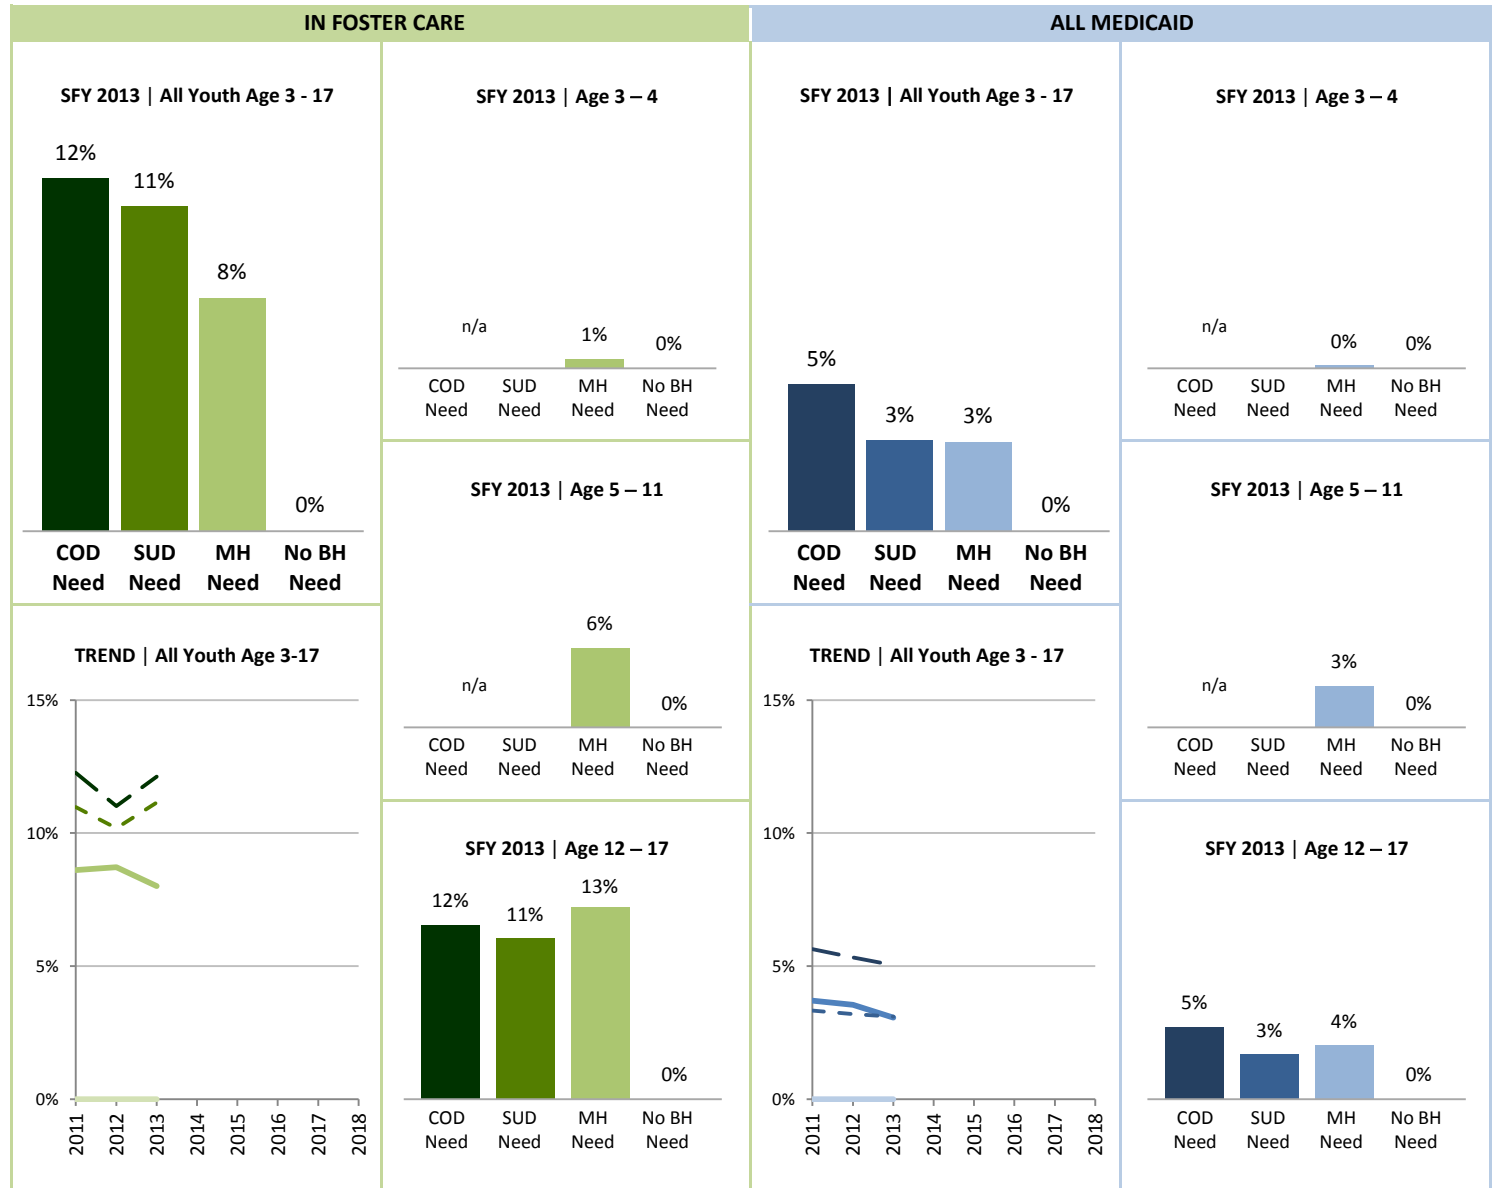 IN FOSTER CARE
ALL MEDICAID
SFY 2013 | All Youth Age 3 - 17
12%
11%
8%
0%
COD SUD MH No BH
Need Need Need Need
TREND | All Youth Age 3-17
15%
10%
5%
0%
2011 2012 2013 2014 2015 2016 2017 2018
SFY 2013 | Age 3 – 4
n/a
1%
0%
COD SUD MH No BH
Need Need Need Need
SFY 2013 | Age 5 – 11
n/a
6%
0%
COD SUD MH No BH
Need Need Need Need
SFY 2013 | Age 12 – 17
12%
11%
13%
0%
COD SUD MH No BH
Need Need Need Need
SFY 2013 | All Youth Age 3 - 17
5%
3%
3%
0%
COD SUD MH No BH
Need Need Need Need
TREND | All Youth Age 3 - 17
15%
10%
5%
0%
2011 2012 2013 2014 2015 2016 2017 2018
SFY 2013 | Age 3 – 4
n/a
0%
0%
COD SUD MH No BH
Need Need Need Need
SFY 2013 | Age 5 – 11
n/a
3%
0%
COD SUD MH No BH
Need Need Need Need
SFY 2013 | Age 12 – 17
5%
3%
4%
0%
COD SUD MH No BH
Need Need Need Need